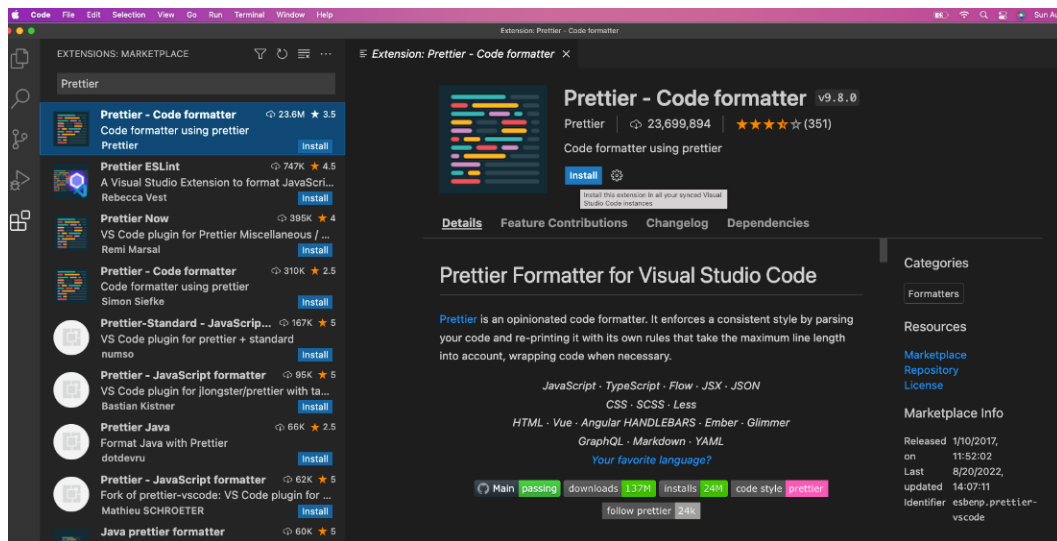 Code File Edit Selection View Go Run Terminal Window Help
Sun Au
Extension: Prettier - Code formatter
EXTENSIONS: MARKETPLACE
Prettier
Prettier - Code formatter 23.6M ★ 3.5
Code formatter using prettier
Prettier Install
Prettier ESLint 747K ★ 4.5
A Visual Studio Extension to format JavaScri...
Rebecca Vest Install
Prettier Now 395K ★ 4
VS Code plugin for Prettier Miscellaneous / ...
Remi Marsal Install
Prettier - Code formatter 310K ★ 2.5
Code formatter using prettier
Simon Siefke Install
Prettier-Standard - JavaScrip... 167K ★ 5
VS Code plugin for prettier + standard
numso Install
Prettier - JavaScript formatter 95K ★ 5
VS Code plugin for jlongster/prettier with ta...
Bastian Kistner Install
Prettier Java 66K ★ 2.5
Format Java with Prettier
dotdevru Install
Prettier - JavaScript formatter 62K ★ 5
Fork of prettier-vscode: VS Code plugin for ...
Mathieu SCHROETER Install
Java prettier formatter 60K ★ 5
Extension: Prettier - Code formatter
Prettier - Code formatter v9.8.0
Prettier 23,699,894 (351)
Code formatter using prettier
Install
Install this extension in all your synced Visual
Studio Code instances
Details Feature Contributions Changelog Dependencies
Prettier Formatter for Visual Studio Code
Prettier is an opinionated code formatter. It enforces a consistent style by parsing
your code and re-printing it with its own rules that take the maximum line length
into account, wrapping code when necessary.
JavaScript · TypeScript · Flow · JSX · JSON
CSS · SCSS · Less
HTML · Vue · Angular HANDLEBARS · Ember · Glimmer
GraphQL · Markdown · YAML
Your favorite language?
Main passing downloads 137M installs 24M code style prettier
follow prettier 24k
Categories
Formatters
Resources
Marketplace
Repository
License
Marketplace Info
Released 1/10/2017,
on 11:52:02
Last 8/20/2022,
updated 14:07:11
Identifier esbenp.prettier-
vscode